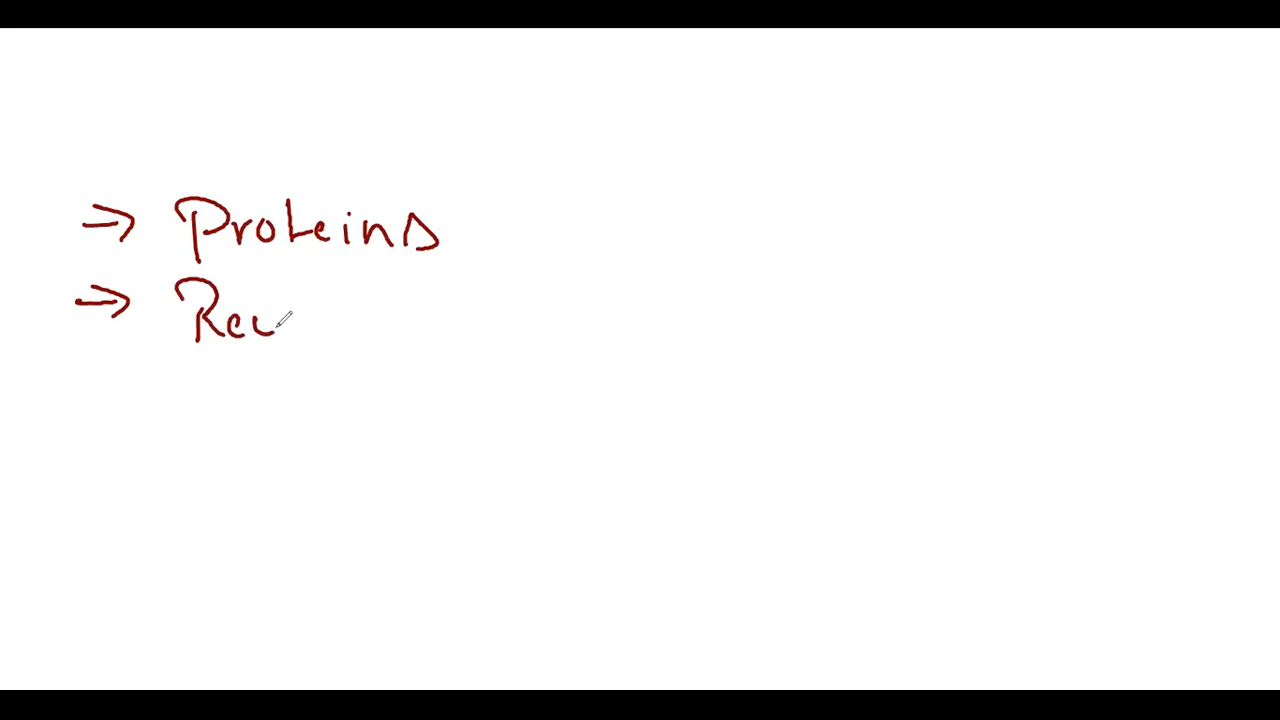 → Proteins
→ Rec